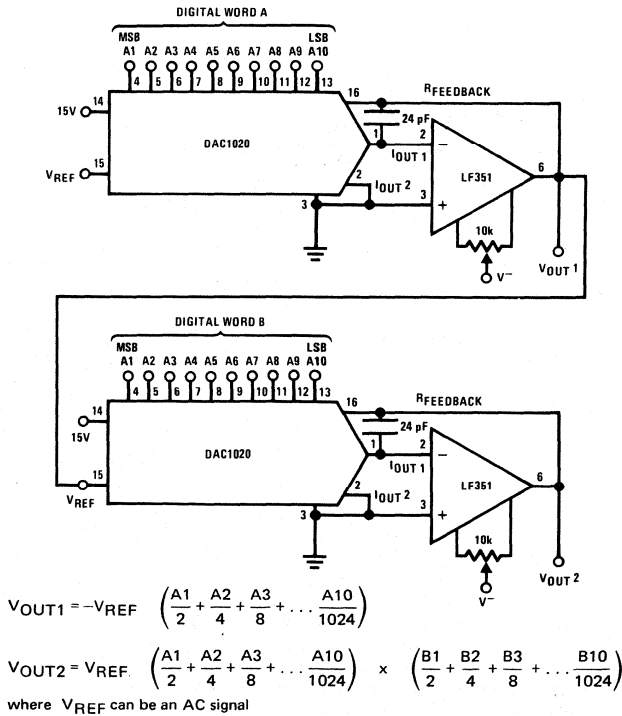 DIGITAL WORD A
MSB LSB
A1 A2 A3 A4 A5 A6 A7 A8 A9 A10
4 5 6 7 8 9 10 11 12 13
16 RFEEDBACK
15V 14
24 pF
DAC1020
1 2 −
IOUT 1
LF351
6
VREF 15
2
IOUT 2
3
3 +
10k
V−
VOUT 1
DIGITAL WORD B
MSB LSB
A1 A2 A3 A4 A5 A6 A7 A8 A9 A10
4 5 6 7 8 9 10 11 12 13
16 RFEEDBACK
14
15V
24 pF
DAC1020
1 2 −
IOUT 1
LF351
6
15
VREF
2
IOUT 2
3
3 +
10k
V−
VOUT 2
VOUT1 = −VREF (A1/2 + A2/4 + A3/8 + . . . A10/1024)
VOUT2 = VREF (A1/2 + A2/4 + A3/8 + . . . A10/1024) x (B1/2 + B2/4 + B3/8 + . . . B10/1024)
where VREF can be an AC signal